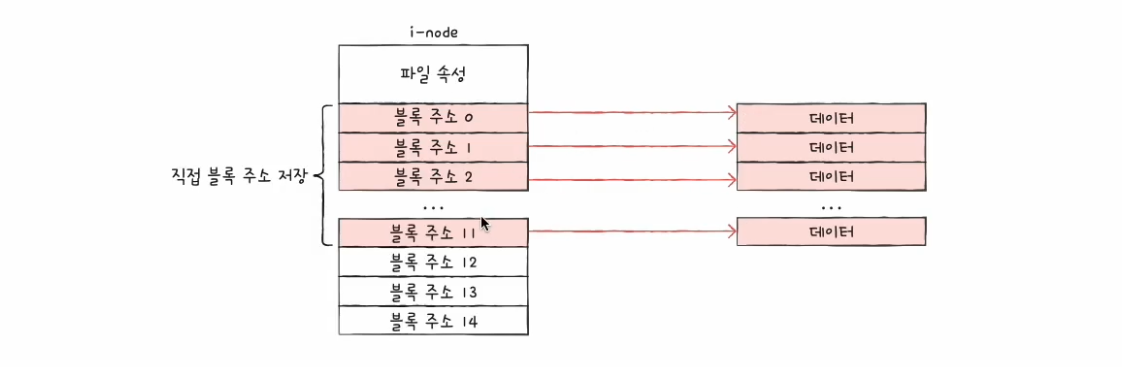 i-node
파일 속성
블록 주소 0
데이터
블록 주소 1
데이터
직접 블록 주소 저장
블록 주소 2
데이터
...
...
블록 주소 11
데이터
블록 주소 12
블록 주소 13
블록 주소 14